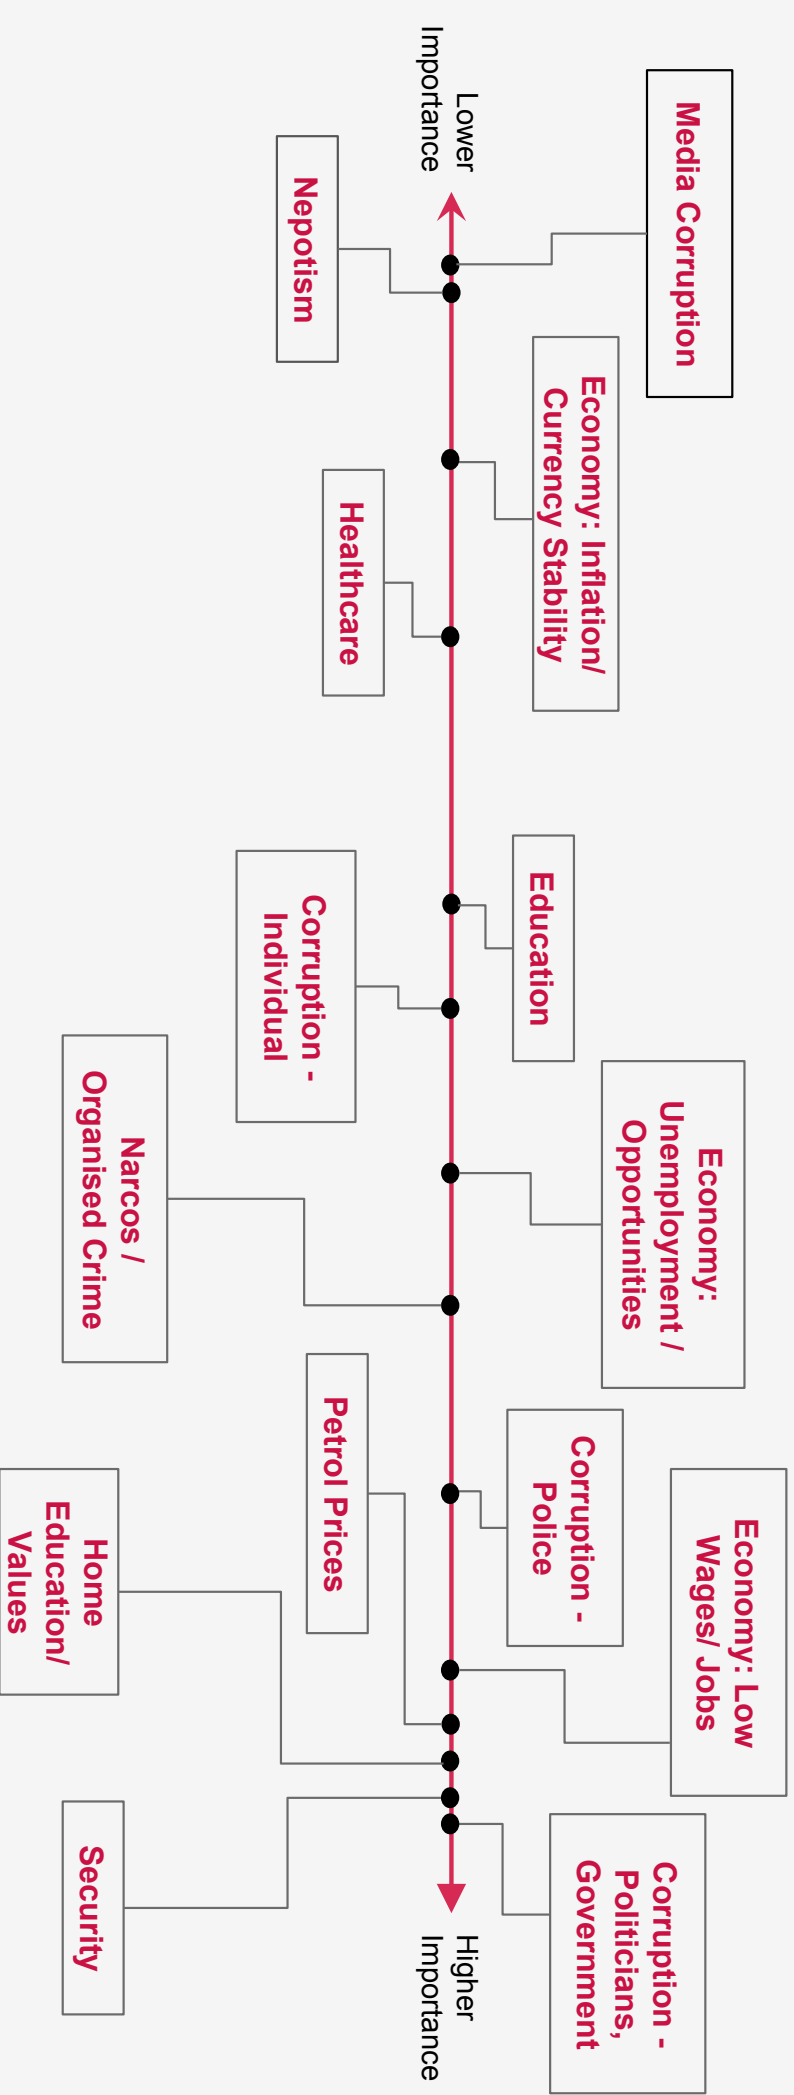 Lower
Importance
Media Corruption
Nepotism
Economy: Inflation/
Currency Stability
Healthcare
Education
Corruption -
Individual
Economy:
Unemployment /
Opportunities
Narcos /
Organised Crime
Corruption -
Police
Petrol Prices
Economy: Low
Wages/ Jobs
Home
Education/
Values
Security
Corruption -
Politicians,
Government
Higher
Importance